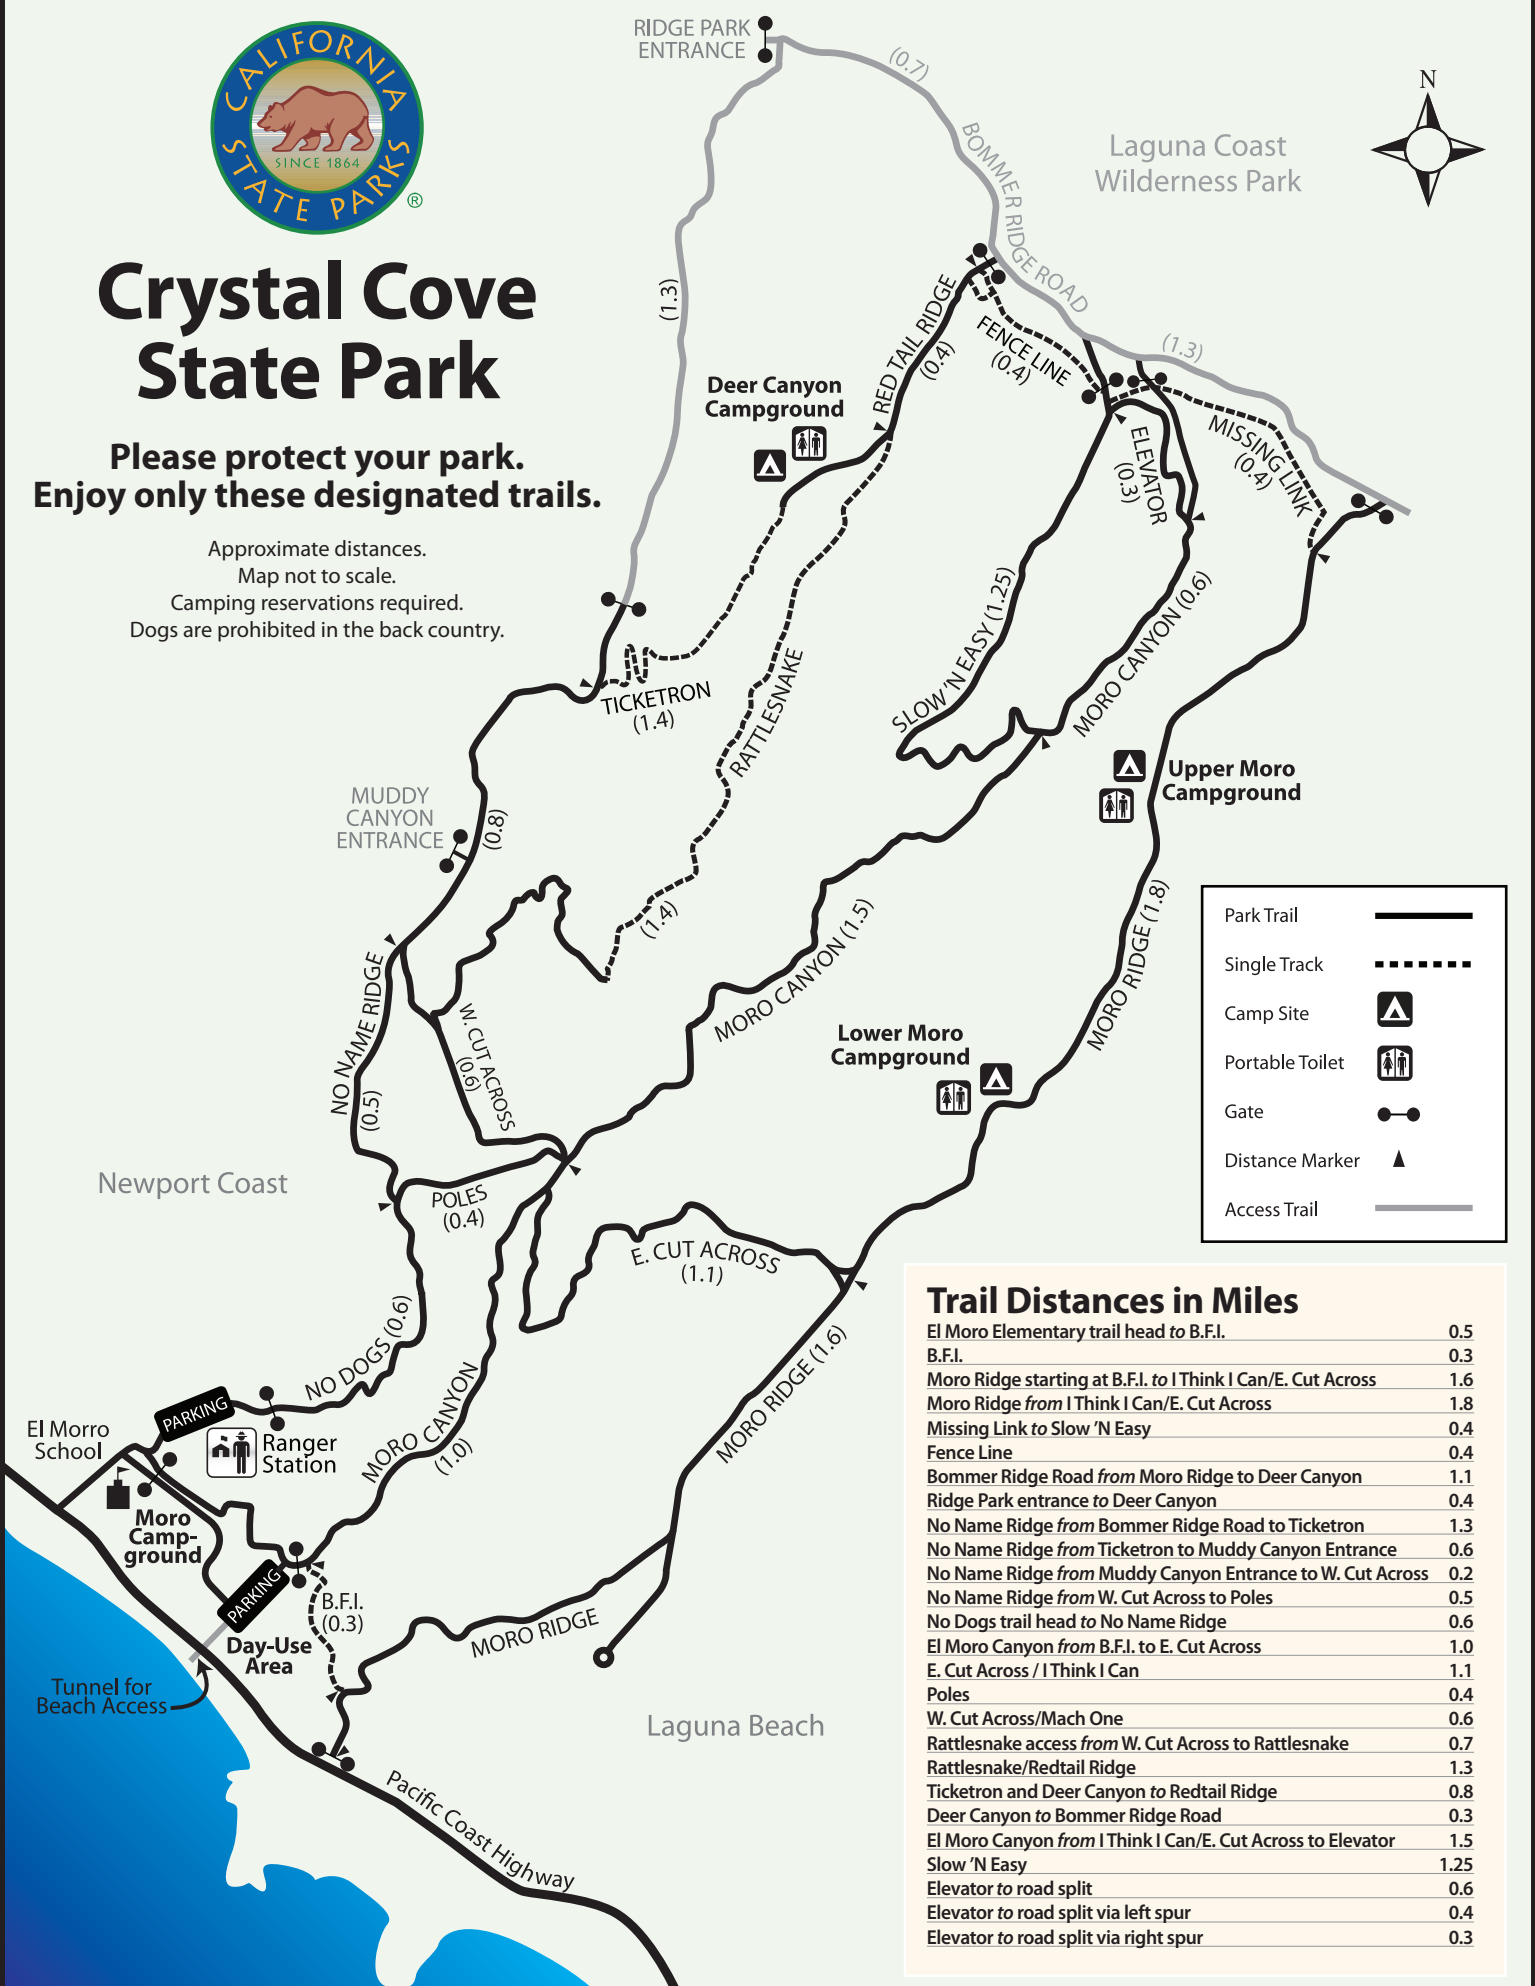 CALIFORNIA
STATE PARKS
SINCE 1864
®
Crystal Cove
State Park
Please protect your park.
Enjoy only these designated trails.
Approximate distances.
Map not to scale.
Camping reservations required.
Dogs are prohibited in the back country.
RIDGE PARK
ENTRANCE
(0.7)
BOMMER RIDGE ROAD
Laguna Coast
Wilderness Park
N
(1.3)
(1.3)
RED TAIL RIDGE
(0.4)
FENCE LINE
(0.4)
Deer Canyon
Campground
ELEVATOR
(0.3)
MISSING LINK
(0.4)
SLOW 'N EASY (1.25)
MORO CANYON (0.6)
TICKETRON
(1.4)
RATTLESNAKE
(1.4)
MUDDY
CANYON
ENTRANCE
(0.8)
Upper Moro
Campground
MORO CANYON (1.5)
MORO RIDGE (1.8)
NO NAME RIDGE
(0.5)
W. CUT ACROSS
(0.6)
Lower Moro
Campground
Newport Coast
POLES
(0.4)
E. CUT ACROSS
(1.1)
NO DOGS (0.6)
MORO CANYON
(1.0)
MORO RIDGE (1.6)
PARKING
El Morro
School
Ranger
Station
Moro
Camp-
ground
PARKING
B.F.I.
(0.3)
Day-Use
Area
MORO RIDGE
Tunnel for
Beach Access
Laguna Beach
Pacific Coast Highway
Park Trail
Single Track
Camp Site
Portable Toilet
Gate
Distance Marker
Access Trail
Trail Distances in Miles
El Moro Elementary trail head to B.F.I. 0.5
B.F.I. 0.3
Moro Ridge starting at B.F.I. to I Think I Can/E. Cut Across 1.6
Moro Ridge from I Think I Can/E. Cut Across 1.8
Missing Link to Slow 'N Easy 0.4
Fence Line 0.4
Bommer Ridge Road from Moro Ridge to Deer Canyon 1.1
Ridge Park entrance to Deer Canyon 0.4
No Name Ridge from Bommer Ridge Road to Ticketron 1.3
No Name Ridge from Ticketron to Muddy Canyon Entrance 0.6
No Name Ridge from Muddy Canyon Entrance to W. Cut Across 0.2
No Name Ridge from W. Cut Across to Poles 0.5
No Dogs trail head to No Name Ridge 0.6
El Moro Canyon from B.F.I. to E. Cut Across 1.0
E. Cut Across / I Think I Can 1.1
Poles 0.4
W. Cut Across/Mach One 0.6
Rattlesnake access from W. Cut Across to Rattlesnake 0.7
Rattlesnake/Redtail Ridge 1.3
Ticketron and Deer Canyon to Redtail Ridge 0.8
Deer Canyon to Bommer Ridge Road 0.3
El Moro Canyon from I Think I Can/E. Cut Across to Elevator 1.5
Slow 'N Easy 1.25
Elevator to road split 0.6
Elevator to road split via left spur 0.4
Elevator to road split via right spur 0.3